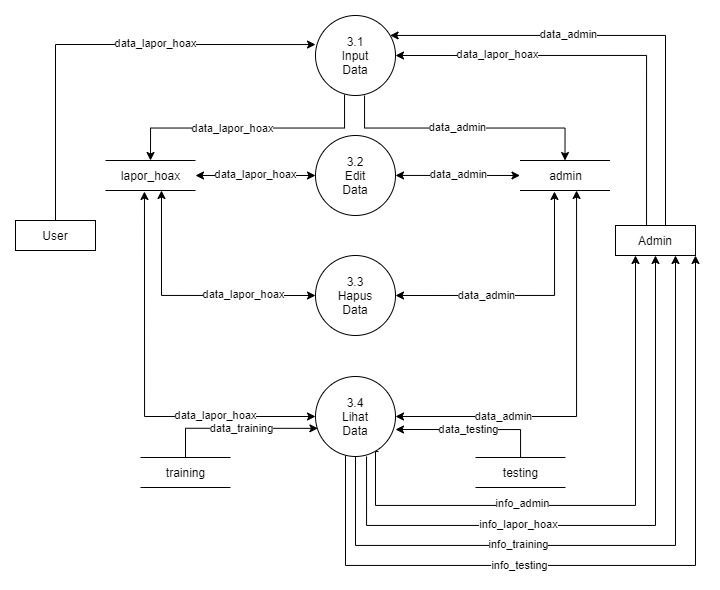 data_admin
data_lapor_hoax
3.1
Input
Data
data_lapor_hoax
data_lapor_hoax
data_admin
lapor_hoax
data_lapor_hoax
3.2
Edit
Data
data_admin
admin
User
Admin
data_lapor_hoax
3.3
Hapus
Data
data_admin
data_lapor_hoax
3.4
Lihat
Data
data_admin
data_training
data_testing
training
testing
info_admin
info_lapor_hoax
info_training
info_testing